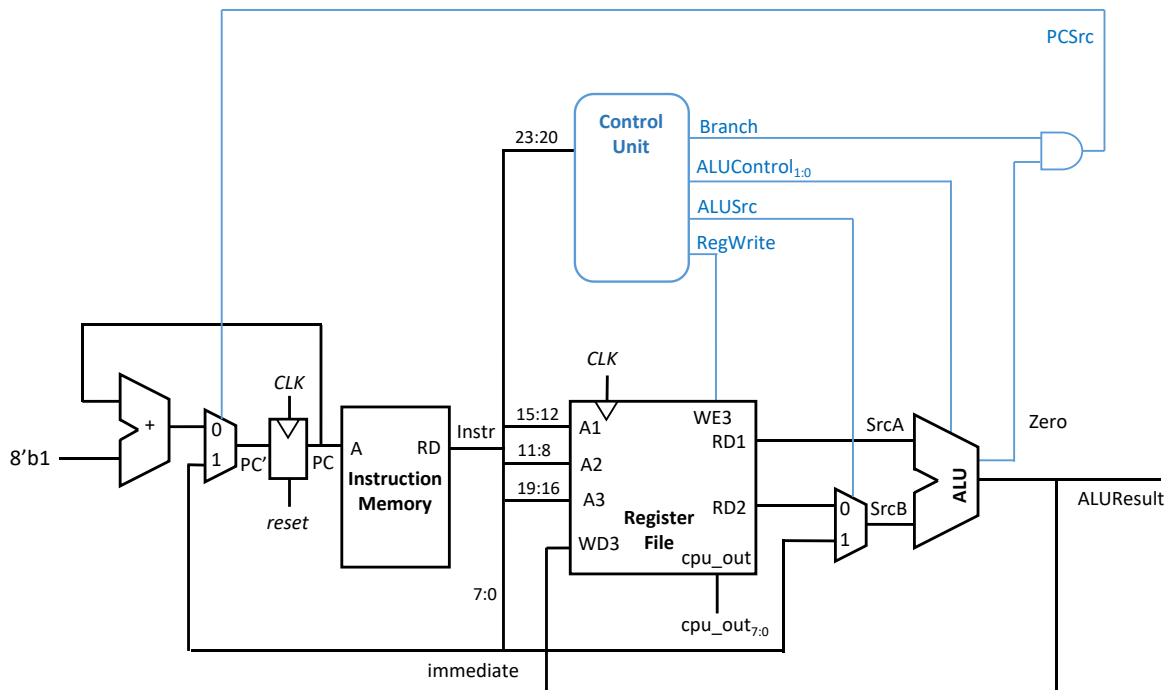 PCSrc
Control
Unit
Branch
23:20
ALUControl1:0
ALUSrc
RegWrite
CLK
CLK
8'b1
+
0
1
PC'
reset
PC
A
RD
Instruction
Memory
Instr
15:12
11:8
19:16
7:0
A1
A2
A3
WD3
WE3
RD1
RD2
Register
File
cpu_out
cpu_out7:0
SrcA
0
1
SrcB
ALU
Zero
ALUResult
immediate